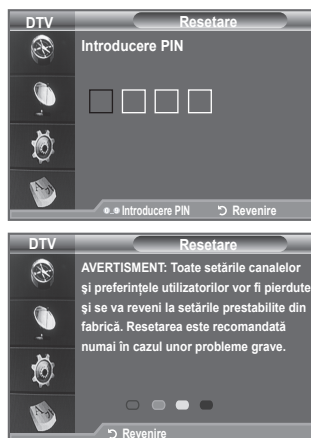 DTV
Resetare
Introducere PIN
Introducere PIN
Revenire
DTV
Resetare
AVERTISMENT: Toate setările canalelor
şi preferinţele utilizatorilor vor fi pierdute
şi se va reveni la setările prestabilite din
fabrică. Resetarea este recomandată
numai în cazul unor probleme grave.
Revenire